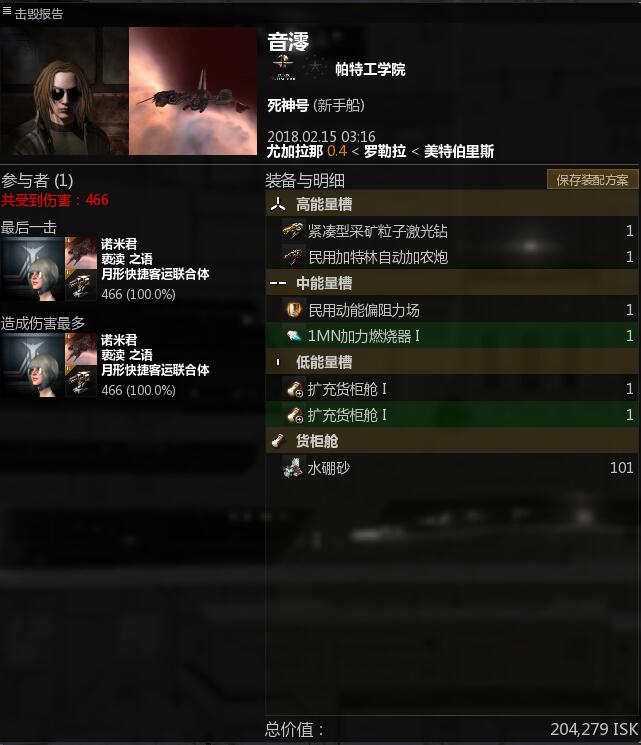 击毁报告
音澪
帕特工学院
死神号 (新手船)
2018.02.15 03:16
尤加拉那 0.4 < 罗勒拉 < 美特伯里斯
参与者 (1)
共受到伤害：466
最后一击
诺米君
亵渎 之语
月形快捷客运联合体
466 (100.0%)
造成伤害最多
诺米君
亵渎 之语
月形快捷客运联合体
466 (100.0%)
装备与明细
保存装配方案
高能量槽
紧凑型采矿粒子激光钻 1
民用加特林自动加农炮 1
中能量槽
民用动能偏阻力场 1
1MN加力燃烧器 I 1
低能量槽
扩充货柜舱 I 1
扩充货柜舱 I 1
货柜舱
水硼砂 101
总价值： 204,279 ISK